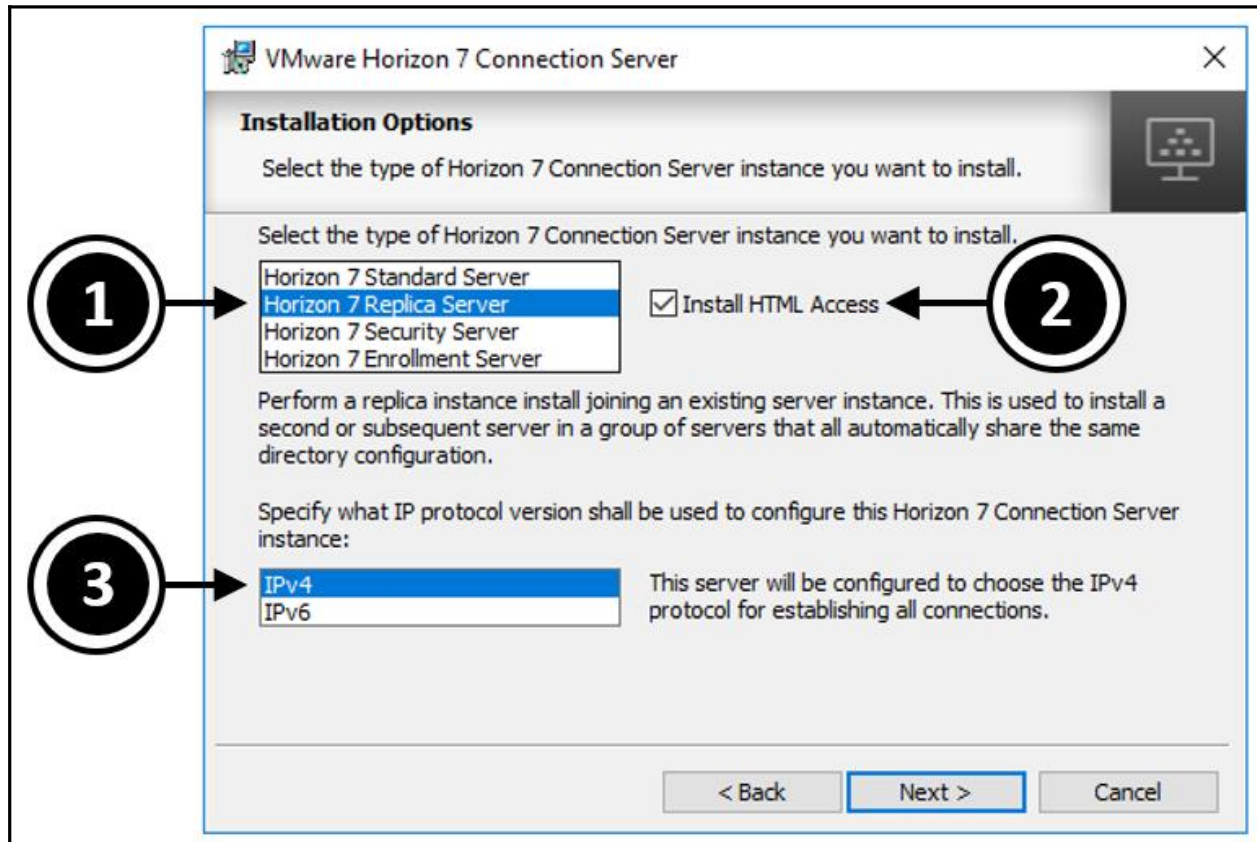 VMware Horizon 7 Connection Server
Installation Options
Select the type of Horizon 7 Connection Server instance you want to install.
Select the type of Horizon 7 Connection Server instance you want to install.
1
Horizon 7 Standard Server
Horizon 7 Replica Server
Horizon 7 Security Server
Horizon 7 Enrollment Server
Install HTML Access
2
Perform a replica instance install joining an existing server instance. This is used to install a
second or subsequent server in a group of servers that all automatically share the same
directory configuration.
Specify what IP protocol version shall be used to configure this Horizon 7 Connection Server
instance:
3
IPv4
IPv6
This server will be configured to choose the IPv4
protocol for establishing all connections.
< Back
Next >
Cancel